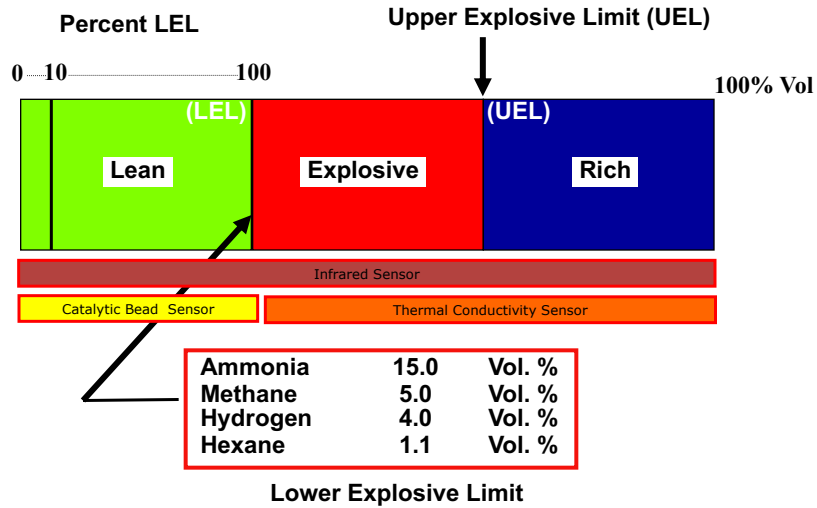 Percent LEL
Upper Explosive Limit (UEL)
0 10 100
100% Vol
(LEL) (UEL)
Lean Explosive Rich
Infrared Sensor
Catalytic Bead Sensor Thermal Conductivity Sensor
Ammonia 15.0 Vol. %
Methane 5.0 Vol. %
Hydrogen 4.0 Vol. %
Hexane 1.1 Vol. %
Lower Explosive Limit